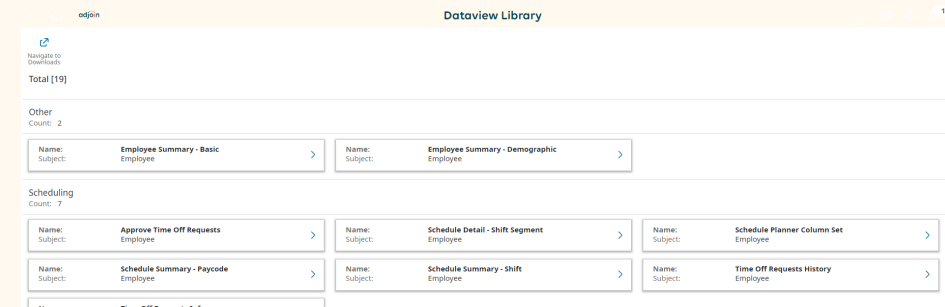 adjoin
Dataview Library
1
Navigate to
Downloads
Total [19]
Other
Count: 2
Name: Employee Summary - Basic
Subject: Employee
Name: Employee Summary - Demographic
Subject: Employee
Scheduling
Count: 7
Name: Approve Time Off Requests
Subject: Employee
Name: Schedule Detail - Shift Segment
Subject: Employee
Name: Schedule Planner Column Set
Subject: Employee
Name: Schedule Summary - Paycode
Subject: Employee
Name: Schedule Summary - Shift
Subject: Employee
Name: Time Off Requests History
Subject: Employee